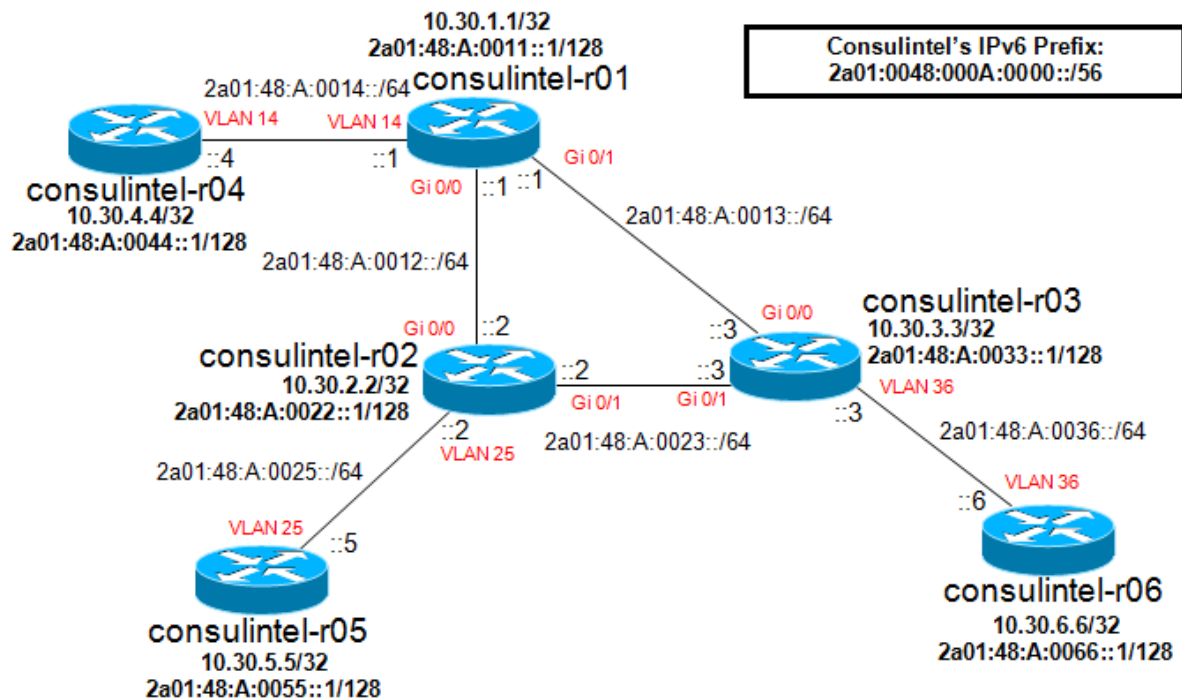 10.30.1.1/32
2a01:48:A:0011::1/128
consulintel-r01
Consulintel's IPv6 Prefix:
2a01:0048:000A:0000::/56
2a01:48:A:0014::/64
VLAN 14
VLAN 14
::4
::1
Gi 0/0
::1
::1
Gi 0/1
consulintel-r04
10.30.4.4/32
2a01:48:A:0044::1/128
2a01:48:A:0013::/64
2a01:48:A:0012::/64
consulintel-r03
10.30.3.3/32
2a01:48:A:0033::1/128
Gi 0/0
::3
Gi 0/0
::2
consulintel-r02
10.30.2.2/32
2a01:48:A:0022::1/128
::2
::3
Gi 0/1
Gi 0/1
VLAN 36
::3
::2
VLAN 25
2a01:48:A:0023::/64
2a01:48:A:0036::/64
2a01:48:A:0025::/64
VLAN 25
::5
VLAN 36
::6
consulintel-r05
10.30.5.5/32
2a01:48:A:0055::1/128
consulintel-r06
10.30.6.6/32
2a01:48:A:0066::1/128